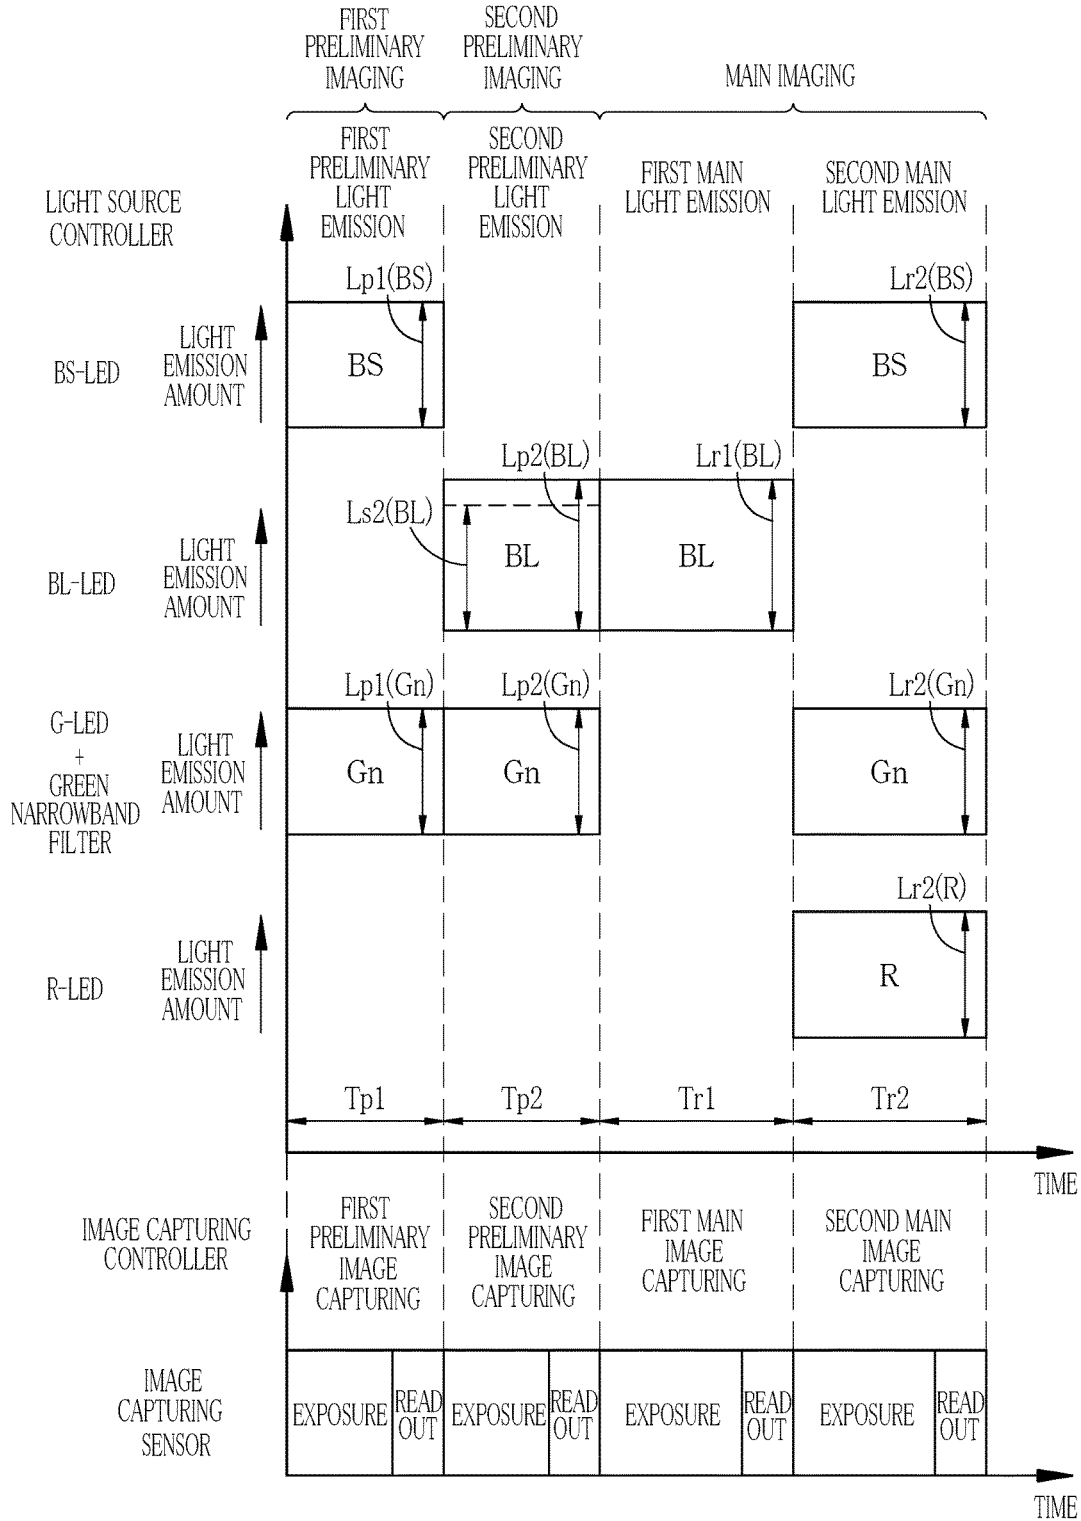 FIRST
PRELIMINARY
IMAGING
SECOND
PRELIMINARY
IMAGING
MAIN IMAGING
FIRST
PRELIMINARY
LIGHT
EMISSION
SECOND
PRELIMINARY
LIGHT
EMISSION
FIRST MAIN
LIGHT EMISSION
SECOND MAIN
LIGHT EMISSION
LIGHT SOURCE
CONTROLLER
Lp1(BS)
Lr2(BS)
BS-LED
LIGHT
EMISSION
AMOUNT
BS
BS
Lp2(BL)
Lr1(BL)
Ls2(BL)
BL-LED
LIGHT
EMISSION
AMOUNT
BL
BL
Lp1(Gn)
Lp2(Gn)
Lr2(Gn)
G-LED
+
GREEN
NARROWBAND
FILTER
LIGHT
EMISSION
AMOUNT
Gn
Gn
Gn
Lr2(R)
R-LED
LIGHT
EMISSION
AMOUNT
R
Tp1
Tp2
Tr1
Tr2
TIME
IMAGE CAPTURING
CONTROLLER
FIRST
PRELIMINARY
IMAGE
CAPTURING
SECOND
PRELIMINARY
IMAGE
CAPTURING
FIRST MAIN
IMAGE
CAPTURING
SECOND MAIN
IMAGE
CAPTURING
IMAGE
CAPTURING
SENSOR
EXPOSURE
READ
OUT
EXPOSURE
READ
OUT
EXPOSURE
READ
OUT
EXPOSURE
READ
OUT
TIME